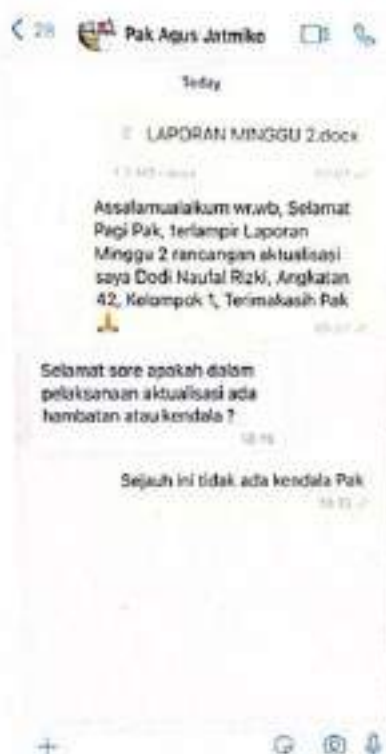 28 Pak Agus Jatmiko
Today
LAPORAN MINGGU 2.docx
Assalamualaikum wr.wb, Selamat
Pagi Pak, terlampir Laporan
Minggu 2 rancangan aktualisasi
saya Dodi Naufal Rizki, Angkatan
42, Kelompok 1, Terimakasih Pak
🙏
Selamat sore apakah dalam
pelaksanaan aktualisasi ada
hambatan atau kendala ?
Sejauh ini tidak ada kendala Pak